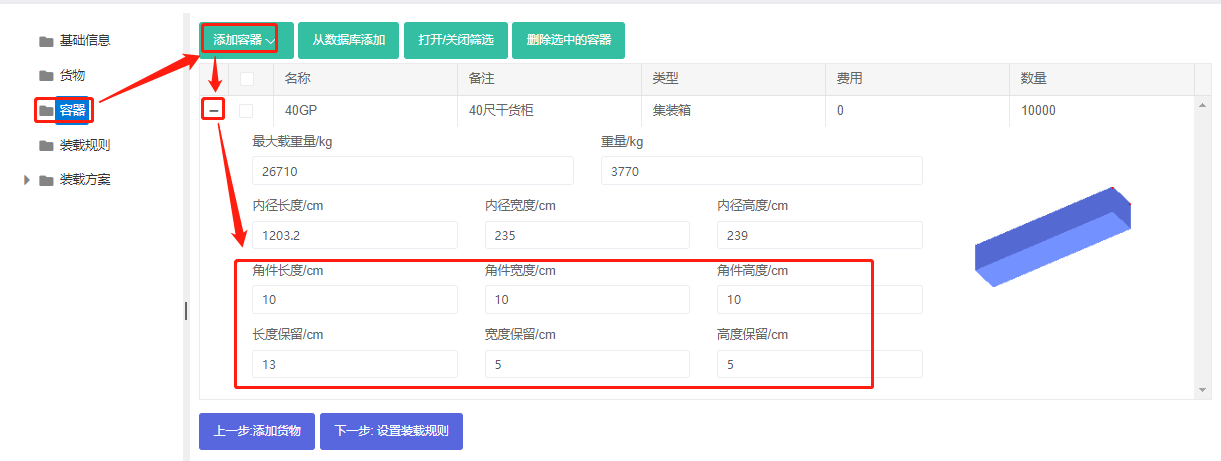 基础信息
货物
容器
装载规则
装载方案
添加容器 从数据库添加 打开/关闭筛选 删除选中的容器
名称 备注 类型 费用 数量
40GP 40尺干货柜 集装箱 0 10000
最大载重量/kg 重量/kg
26710 3770
内径长度/cm 内径宽度/cm 内径高度/cm
1203.2 235 239
角件长度/cm 角件宽度/cm 角件高度/cm
10 10 10
长度保留/cm 宽度保留/cm 高度保留/cm
13 5 5
上一步:添加货物 下一步: 设置装载规则